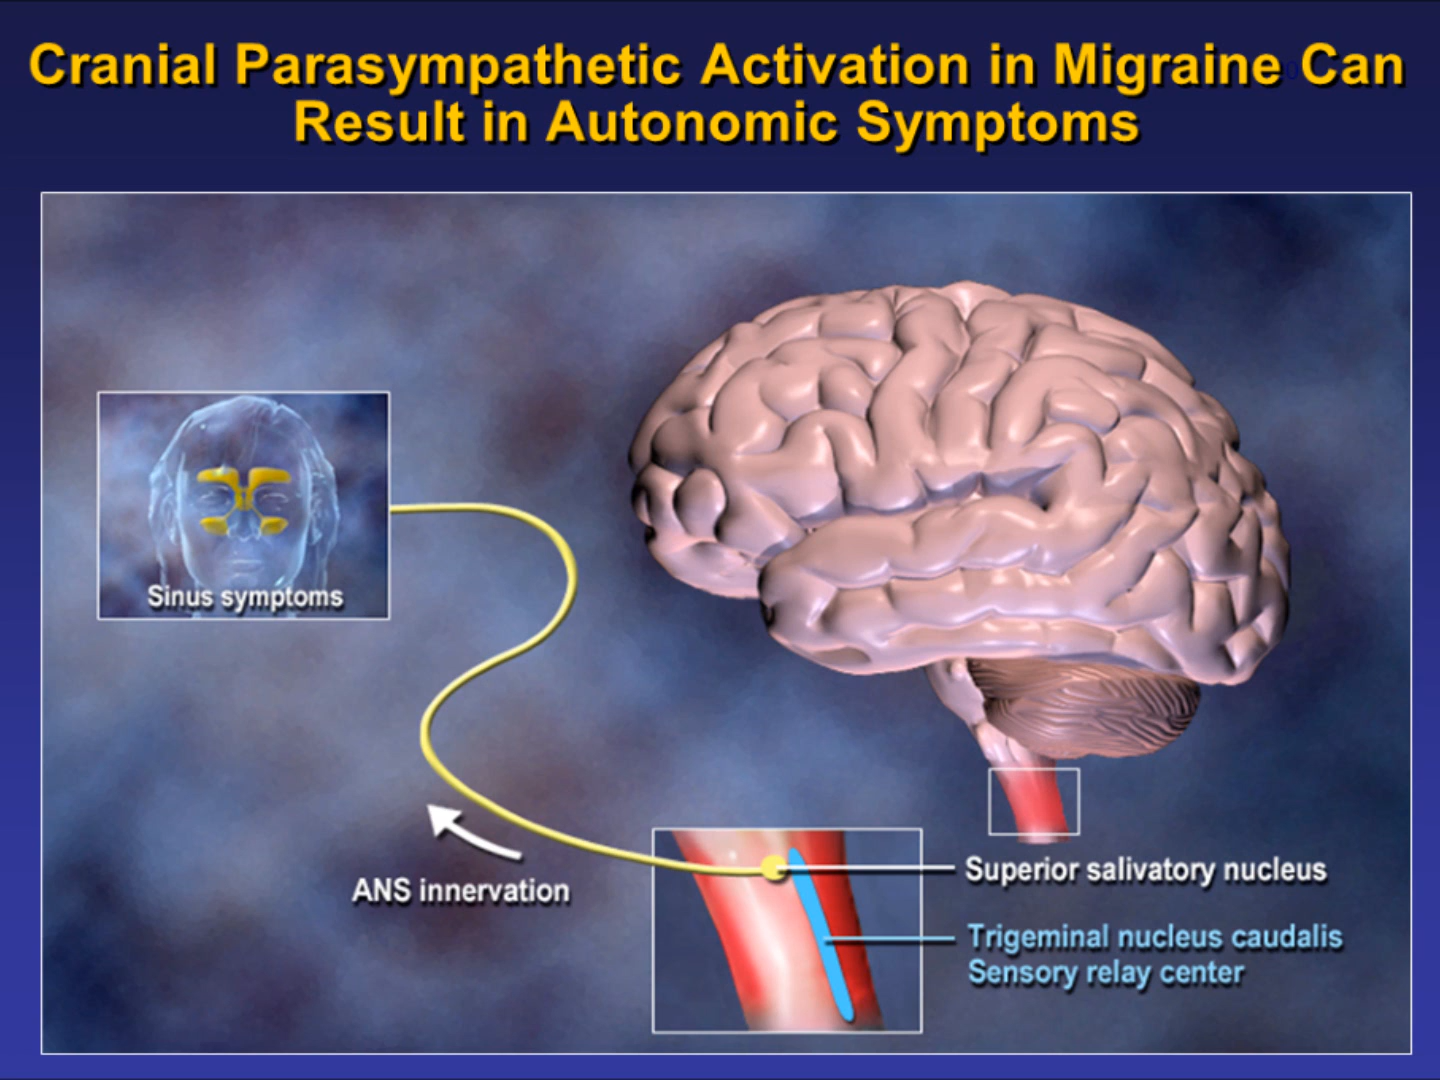 Cranial Parasympathetic Activation in Migraine Can
Result in Autonomic Symptoms
Sinus symptoms
ANS innervation
Superior salivatory nucleus
Trigeminal nucleus caudalis
Sensory relay center